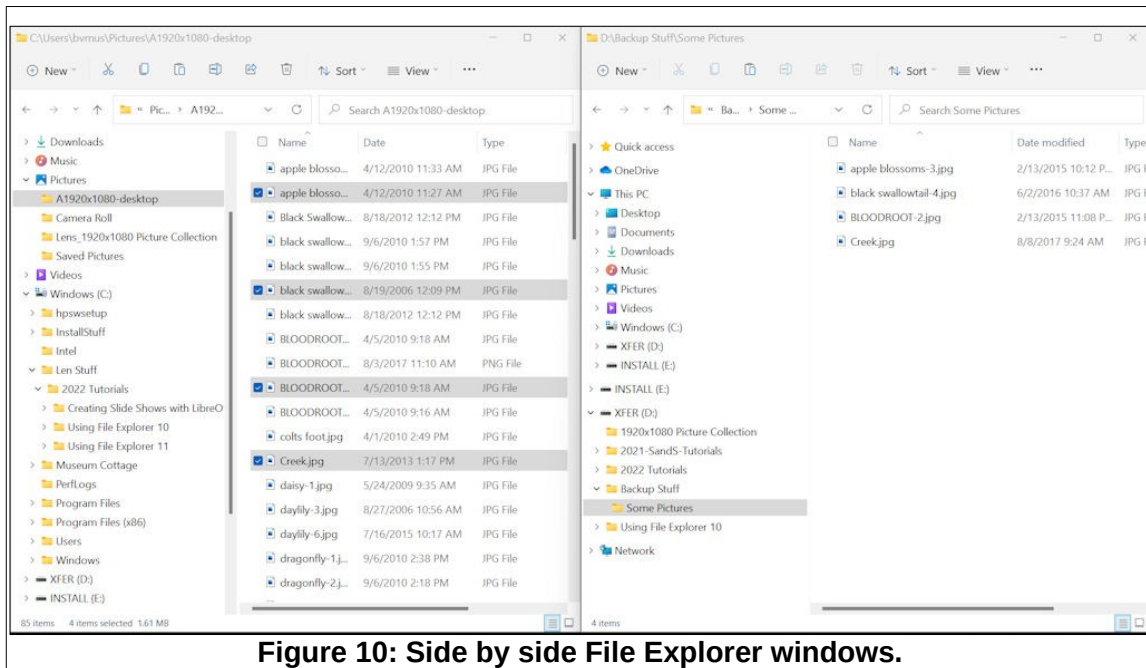 C:\Users\bvmus\Pictures\A1920x1080-desktop
New
Sort
View
Pic...
A192...
Search A1920x1080-desktop
Downloads
Music
Pictures
A1920x1080-desktop
Camera Roll
Lens_1920x1080 Picture Collection
Saved Pictures
Videos
Windows (C:)
hpswsetup
InstallStuff
Intel
Len Stuff
2022 Tutorials
Creating Slide Shows with LibreO
Using File Explorer 10
Using File Explorer 11
Museum Cottage
PerfLogs
Program Files
Program Files (x86)
Users
Windows
XFER (D:)
INSTALL (E:)
Name Date Type
apple blosso... 4/12/2010 11:33 AM JPG File
apple blosso... 4/12/2010 11:27 AM JPG File
Black Swallow... 8/18/2012 12:12 PM JPG File
black swallow... 9/6/2010 1:57 PM JPG File
black swallow... 9/6/2010 1:55 PM JPG File
black swallow... 8/19/2006 12:09 PM JPG File
black swallow... 8/18/2012 12:12 PM JPG File
BLOODROOT... 4/5/2010 9:18 AM JPG File
BLOODROOT... 8/3/2017 11:10 AM PNG File
BLOODROOT... 4/5/2010 9:18 AM JPG File
BLOODROOT... 4/5/2010 9:16 AM JPG File
colts foot.jpg 4/1/2010 2:49 PM JPG File
Creek.jpg 7/13/2013 1:17 PM JPG File
daisy-1.jpg 5/24/2009 9:35 AM JPG File
daylily-3.jpg 8/27/2006 10:56 AM JPG File
daylily-6.jpg 7/16/2015 10:17 AM JPG File
dragonfly-1.j... 9/6/2010 2:38 PM JPG File
dragonfly-2.j... 9/6/2010 2:18 PM JPG File
85 items 4 items selected 1.61 MB
D:\Backup Stuff\Some Pictures
New
Sort
View
Ba...
Some ...
Search Some Pictures
Quick access
OneDrive
This PC
Desktop
Documents
Downloads
Music
Pictures
Videos
Windows (C:)
XFER (D:)
INSTALL (E:)
INSTALL (E:)
XFER (D:)
1920x1080 Picture Collection
2021-SandS-Tutorials
2022 Tutorials
Backup Stuff
Some Pictures
Using File Explorer 10
Network
Name Date modified Type
apple blossoms-3.jpg 2/13/2015 10:12 P... JPG F
black swallowtail-4.jpg 6/2/2016 10:37 AM JPG F
BLOODROOT-2.jpg 2/13/2015 11:08 P... JPG F
Creek.jpg 8/8/2017 9:24 AM JPG F
4 items
Figure 10: Side by side File Explorer windows.